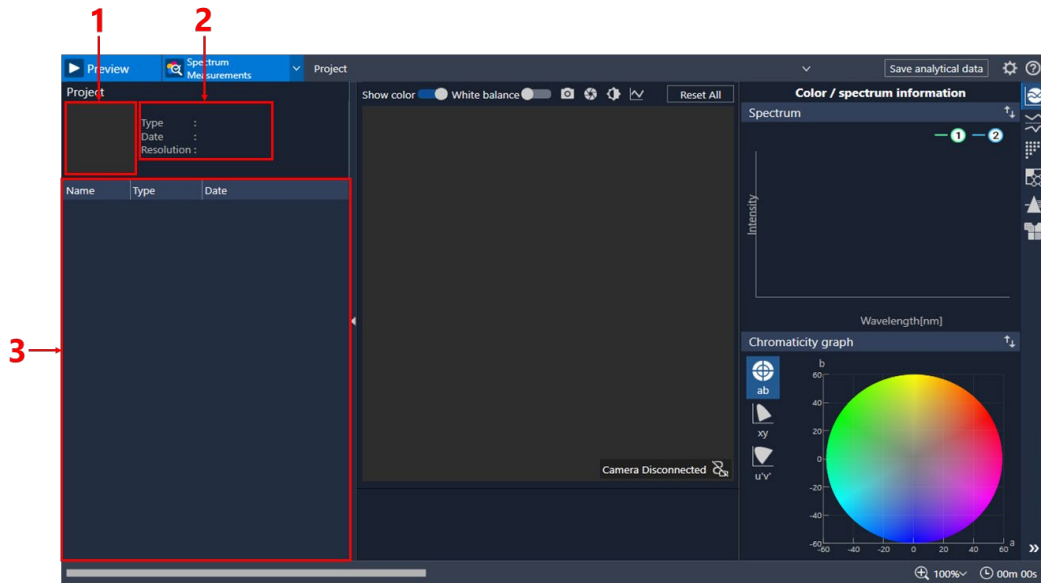 1
2
3
Preview
Spectrum
Measurements
Project
Save analytical data
Project
Type :
Date :
Resolution :
Name Type Date
Show color White balance Reset All
Camera Disconnected
Color / spectrum information
Spectrum
1 2
Intensity
Wavelength[nm]
Chromaticity graph
ab
xy
u'v'
b
60
40
20
0
-20
-40
-60
-60 -40 -20 0 20 40 60
a
100%
00m 00s